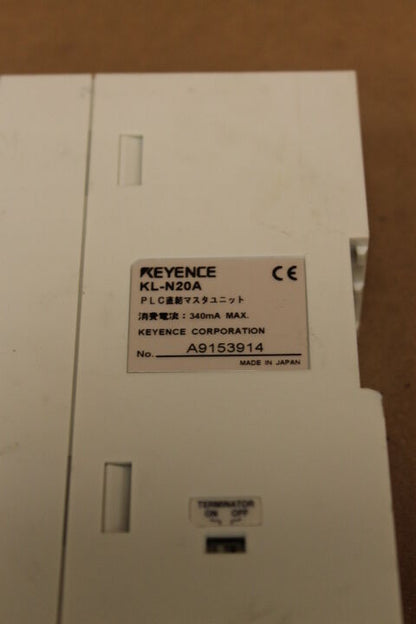 KEYENCE
CE
KL-N20A
PLC直結マスタユニット
消費電流：340mA MAX.
KEYENCE CORPORATION
No. A9153914
MADE IN JAPAN
TERMINATOR
ON OFF